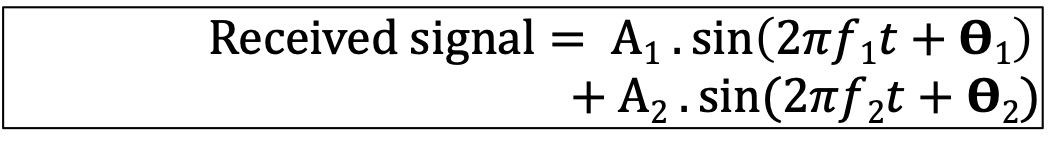 Received signal = A₁ . sin(2πf₁t + θ₁)
+ A₂ . sin(2πf₂t + θ₂)